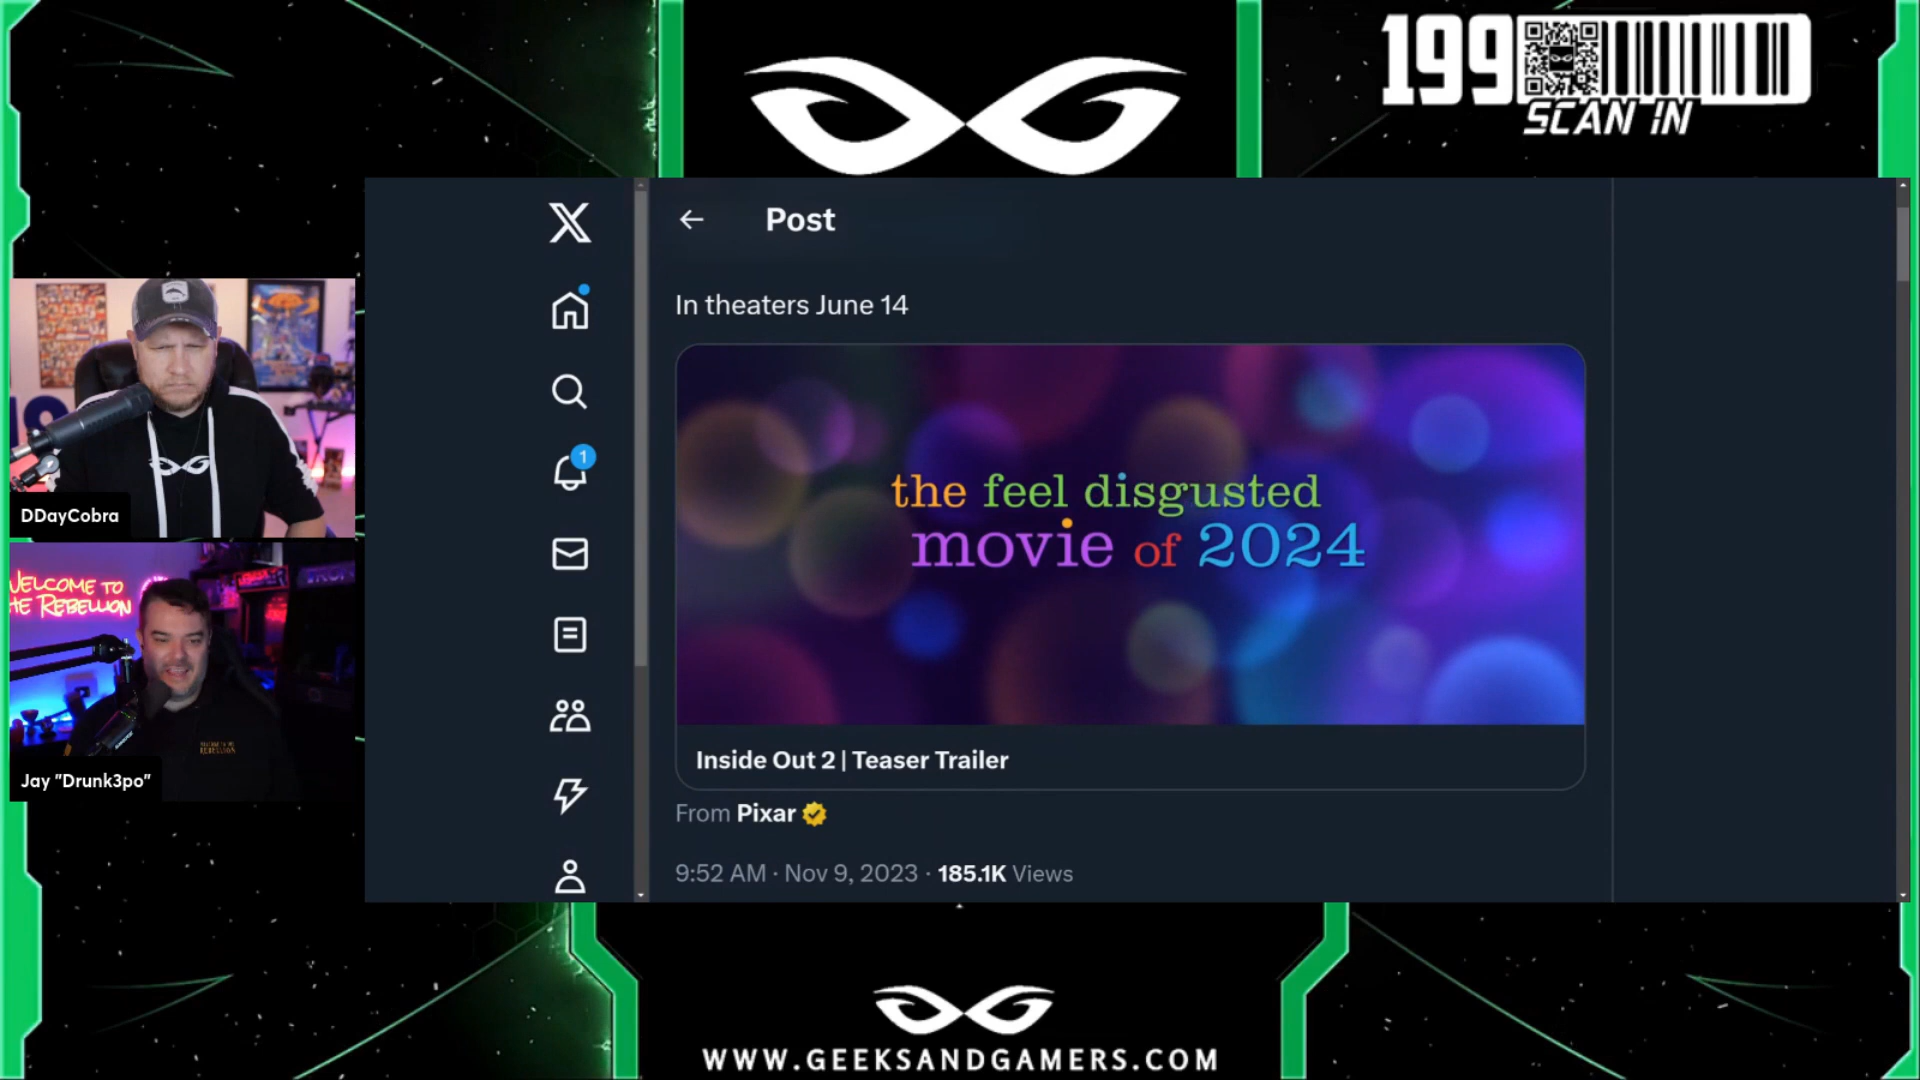 199
SCAN IN
Post
In theaters June 14
1
the feel disgusted
movie of 2024
Inside Out 2 | Teaser Trailer
From Pixar
9:52 AM · Nov 9, 2023 · 185.1K Views
DDayCobra
WELCOME TO
THE REBELLION
Jay "Drunk3po"
WWW.GEEKSANDGAMERS.COM